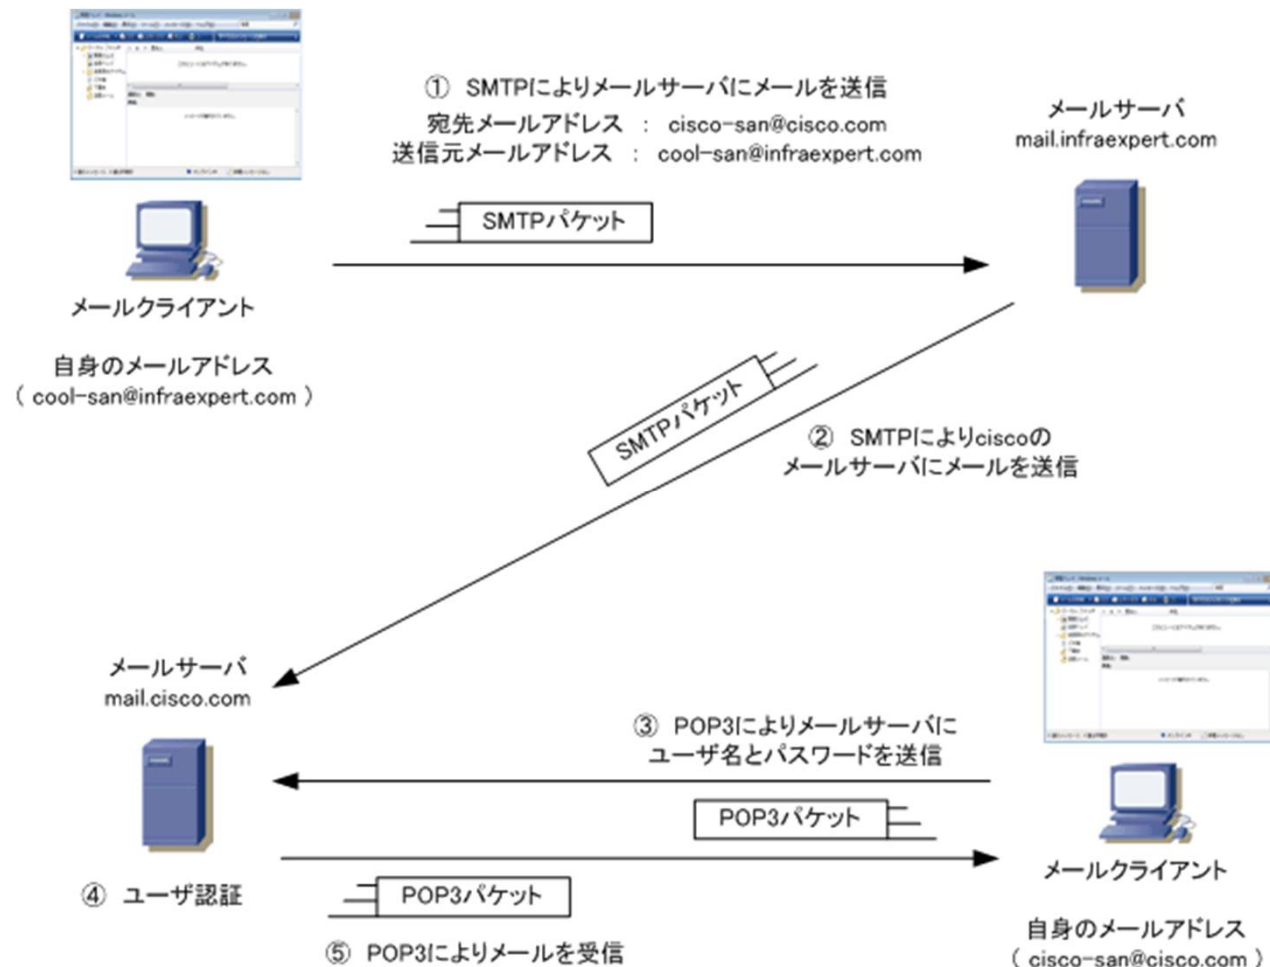 ① SMTPによりメールサーバにメールを送信
宛先メールアドレス : cisco-san@cisco.com
送信元メールアドレス : cool-san@infraexpert.com
メールサーバ
mail.infraexpert.com
SMTPパケット
メールクライアント
自身のメールアドレス
( cool-san@infraexpert.com )
SMTPパケット
② SMTPによりciscoの
メールサーバにメールを送信
メールサーバ
mail.cisco.com
③ POP3によりメールサーバに
ユーザ名とパスワードを送信
POP3パケット
メールクライアント
④ ユーザ認証
POP3パケット
⑤ POP3によりメールを受信
自身のメールアドレス
( cisco-san@cisco.com )